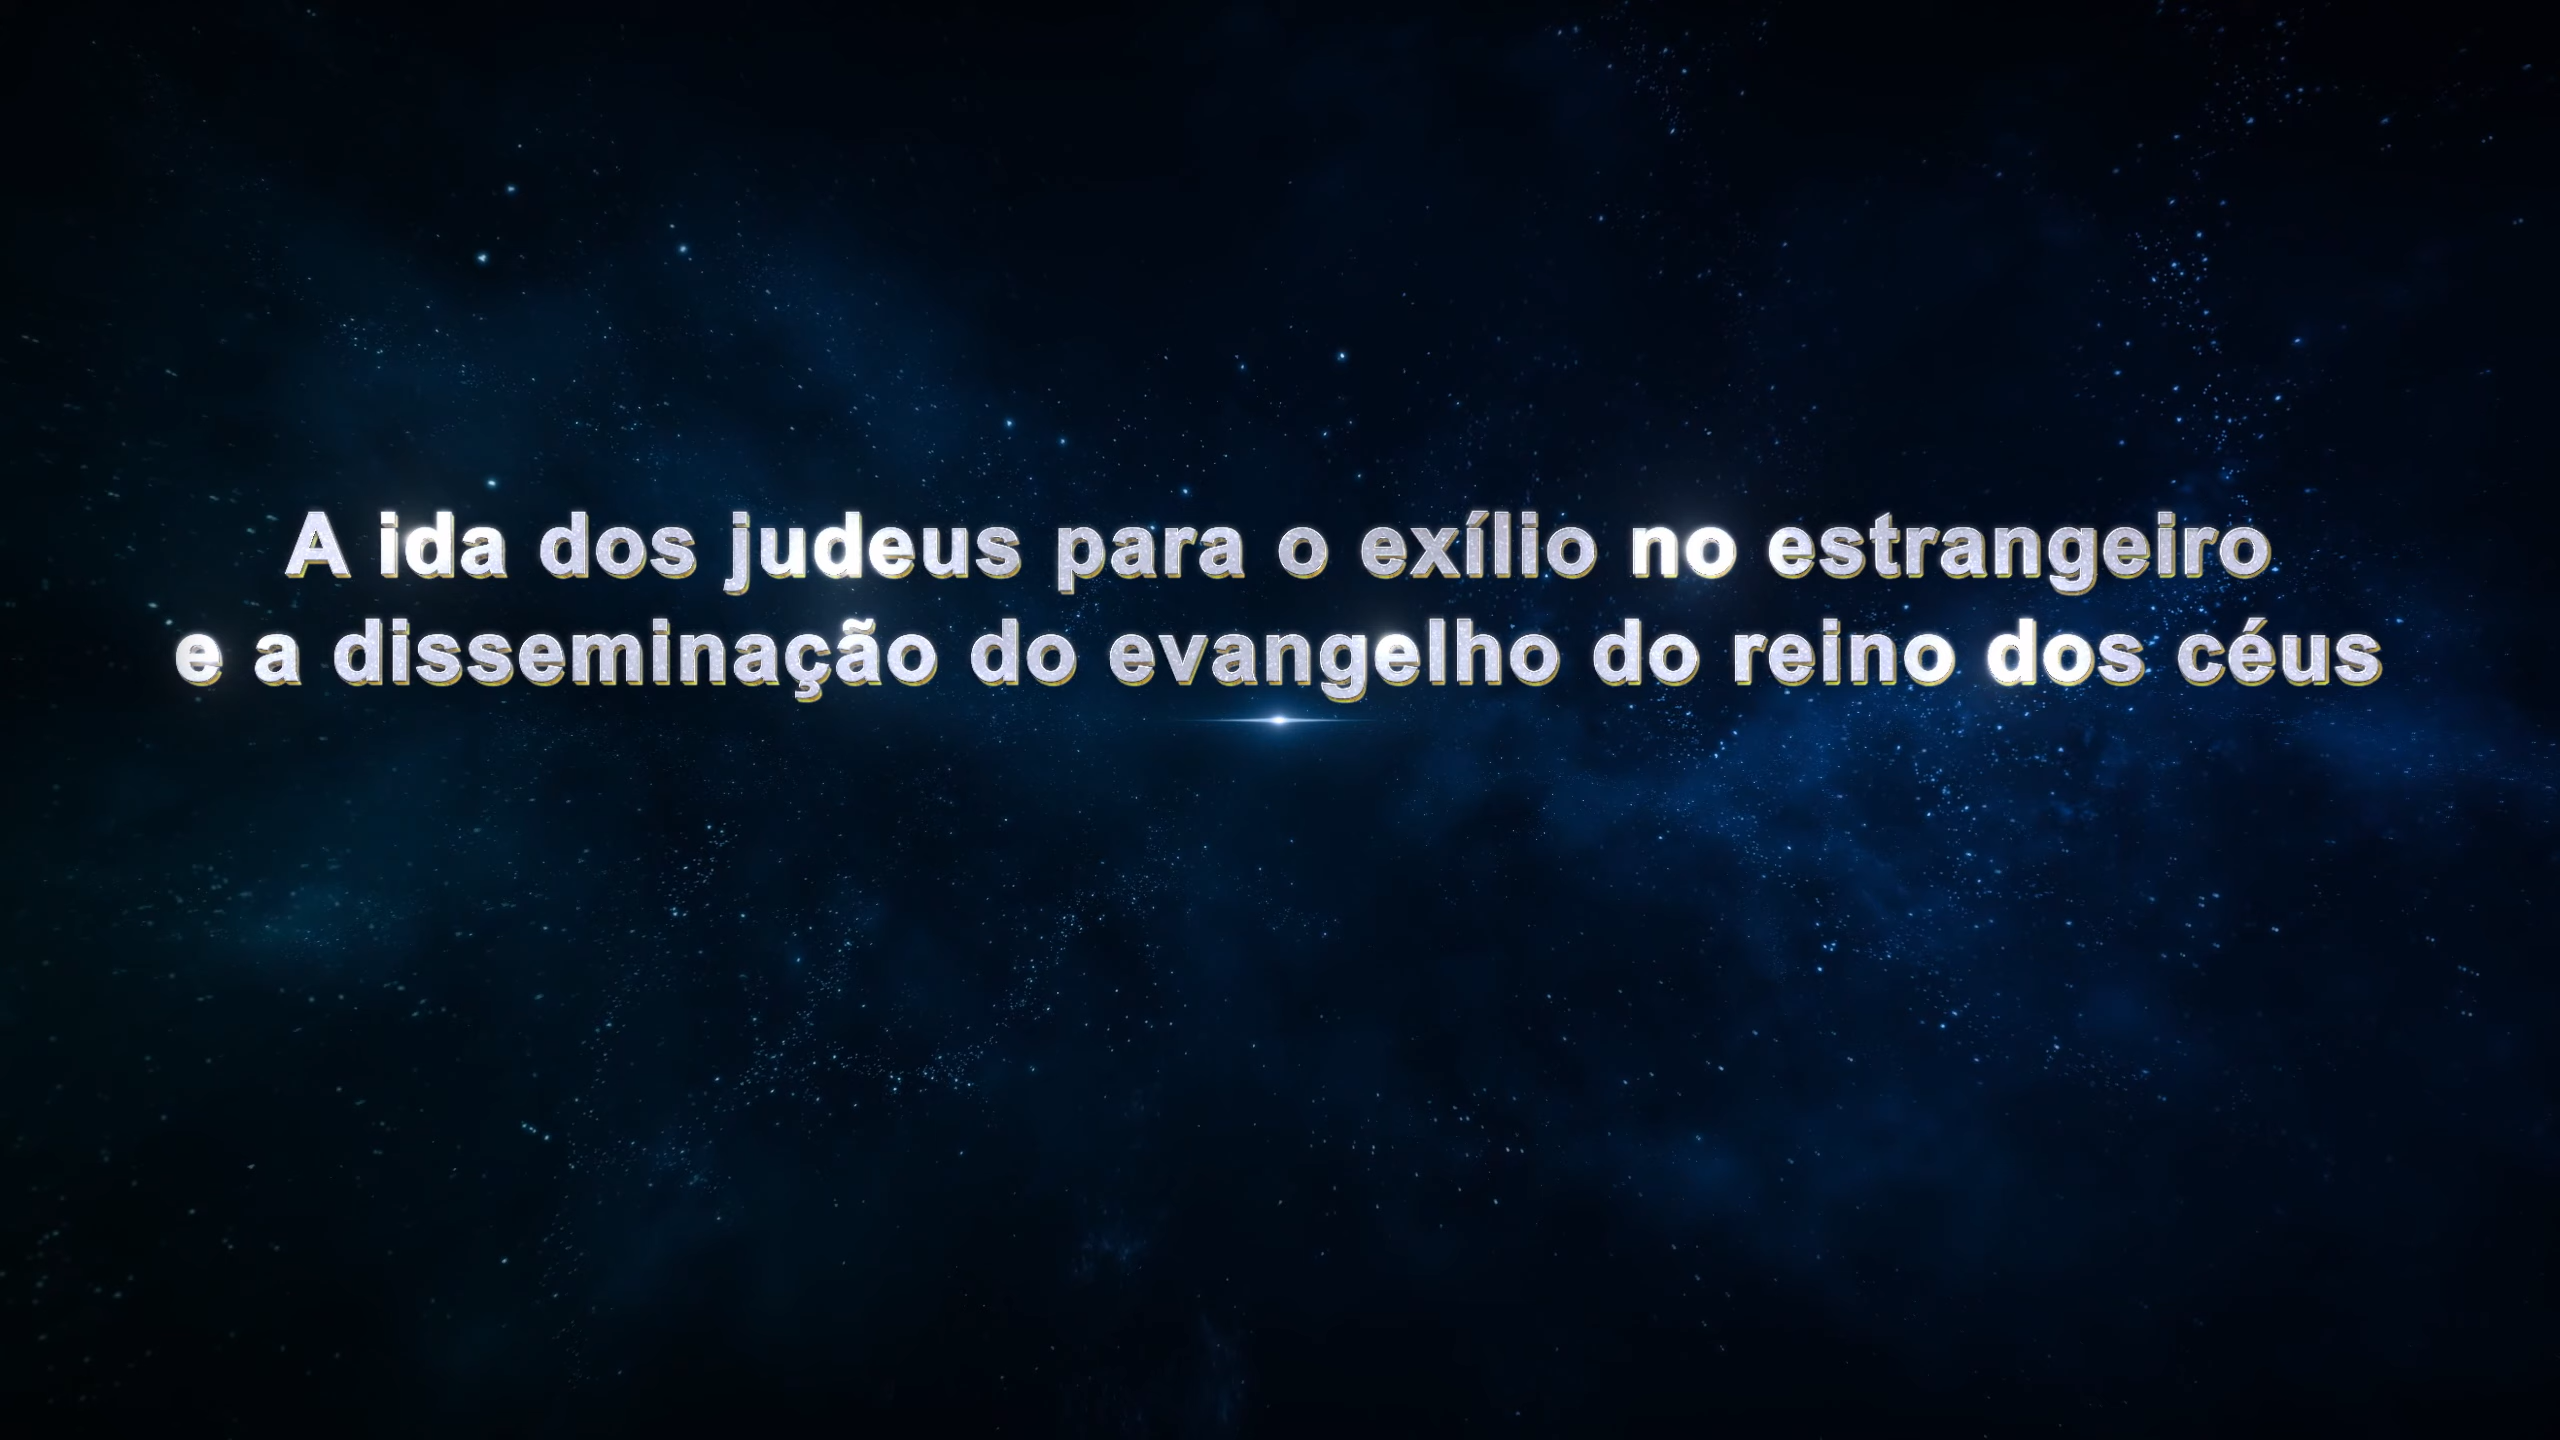 A ida dos judeus para o exílio no estrangeiro
e a disseminação do evangelho do reino dos céus